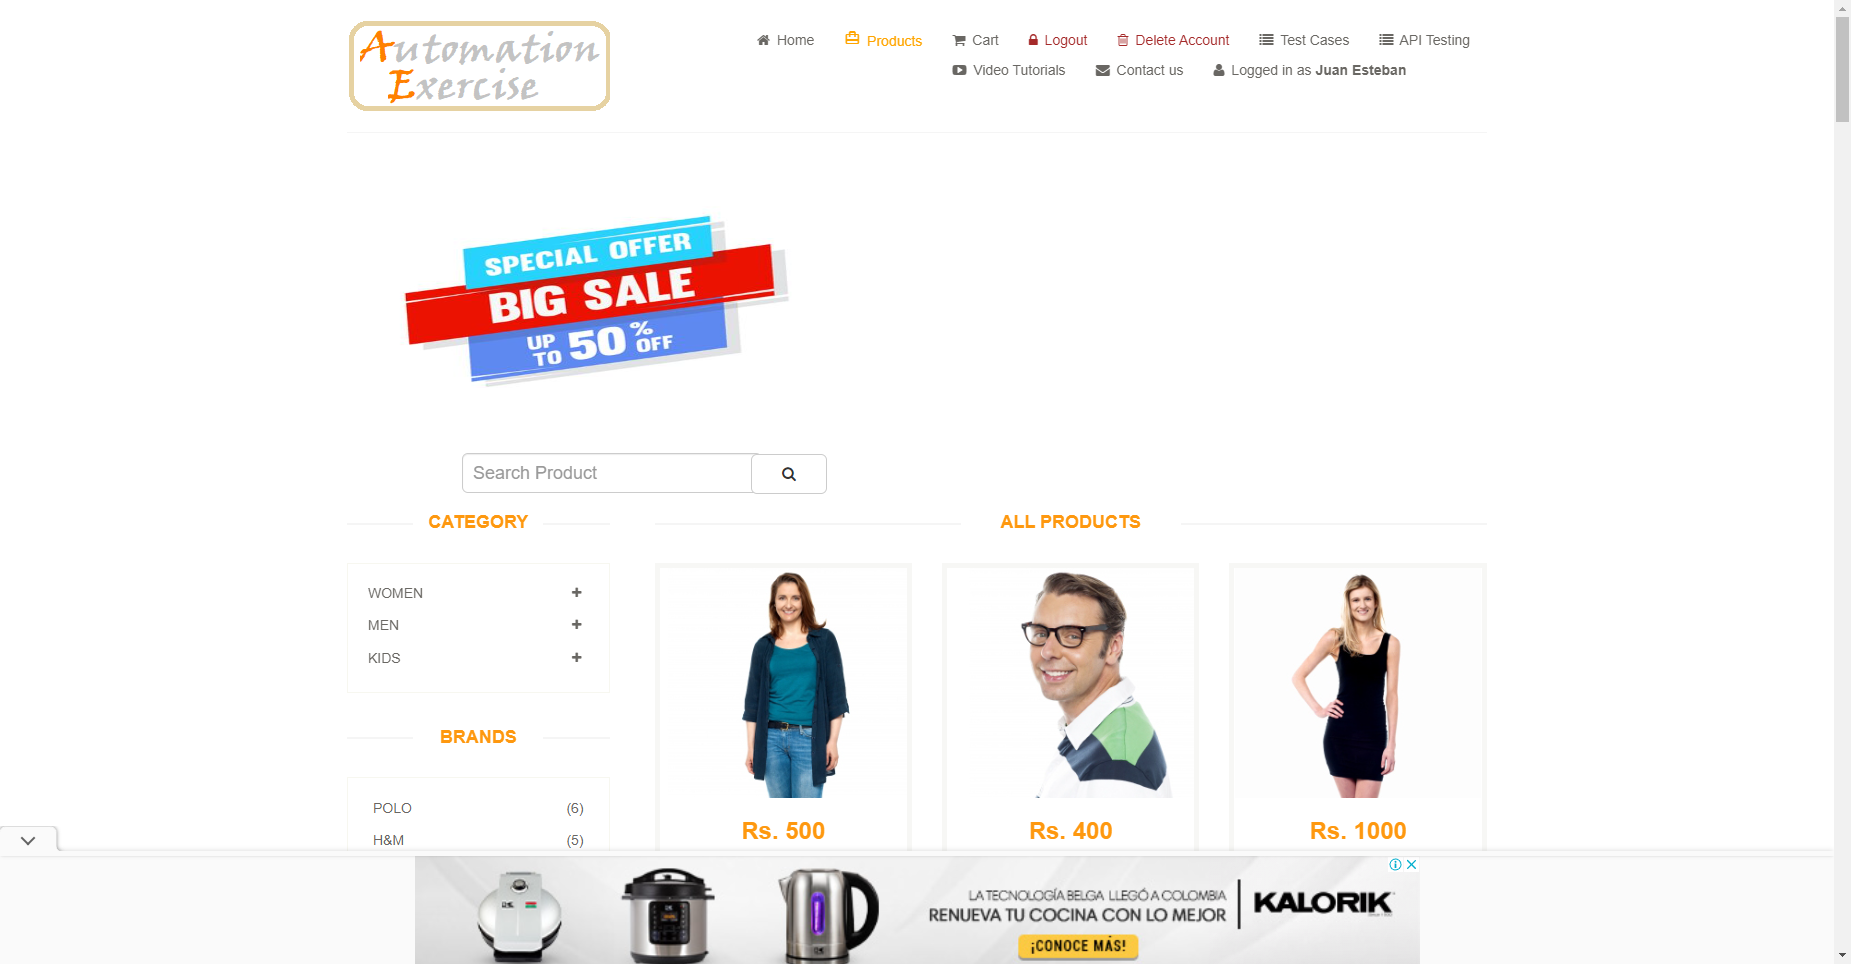 Automation
Exercise
Home
Products
Cart
Logout
Delete Account
Test Cases
API Testing
Video Tutorials
Contact us
Logged in as Juan Esteban
SPECIAL OFFER
BIG SALE
UP TO 50% OFF
Search Product
CATEGORY
ALL PRODUCTS
WOMEN
MEN
KIDS
BRANDS
POLO (6)
H&M (5)
Rs. 500
Rs. 400
Rs. 1000
LA TECNOLOGÍA BELGA LLEGÓ A COLOMBIA
RENUEVA TU COCINA CON LO MEJOR
KALORIK
¡CONOCE MÁS!